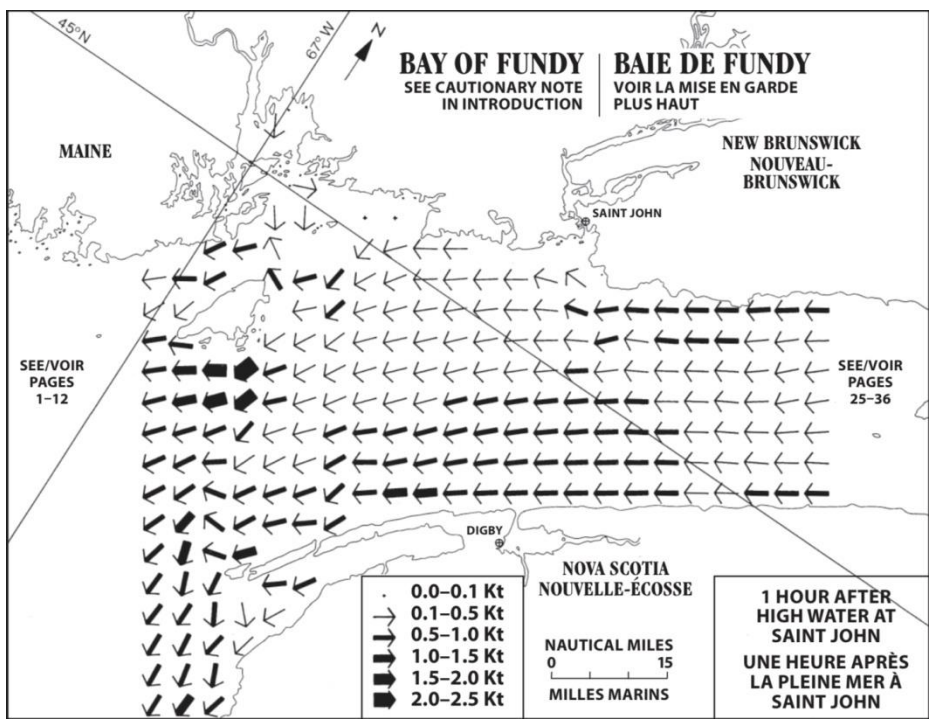 45°N
67°W
N
BAY OF FUNDY
SEE CAUTIONARY NOTE
IN INTRODUCTION
BAIE DE FUNDY
VOIR LA MISE EN GARDE
PLUS HAUT
MAINE
NEW BRUNSWICK
NOUVEAU-
BRUNSWICK
SAINT JOHN
SEE/VOIR
PAGES
1–12
SEE/VOIR
PAGES
25–36
DIGBY
NOVA SCOTIA
NOUVELLE-ÉCOSSE
0.0–0.1 Kt
0.1–0.5 Kt
0.5–1.0 Kt
1.0–1.5 Kt
1.5–2.0 Kt
2.0–2.5 Kt
NAUTICAL MILES
0 15
MILLES MARINS
1 HOUR AFTER
HIGH WATER AT
SAINT JOHN
UNE HEURE APRÈS
LA PLEINE MER À
SAINT JOHN